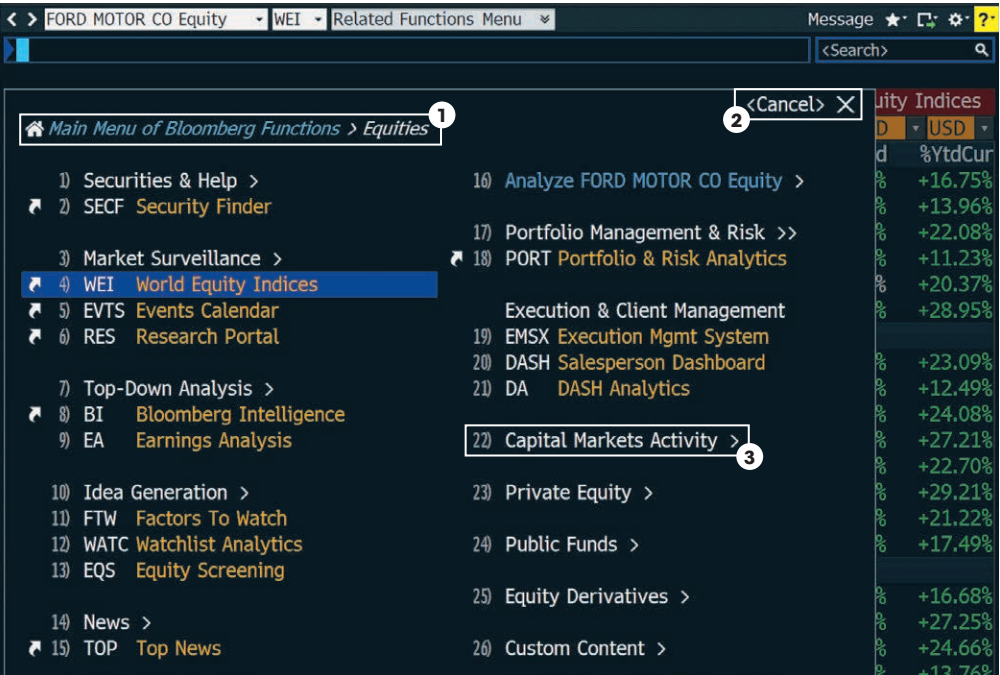 FORD MOTOR CO Equity WEI Related Functions Menu Message ?
<Search>
<Cancel> X uity Indices
1
2
Main Menu of Bloomberg Functions > Equities
D USD
d %YtdCur
1) Securities & Help >
2) SECF Security Finder
3) Market Surveillance >
4) WEI World Equity Indices
5) EVTS Events Calendar
6) RES Research Portal
7) Top-Down Analysis >
8) BI Bloomberg Intelligence
9) EA Earnings Analysis
10) Idea Generation >
11) FTW Factors To Watch
12) WATC Watchlist Analytics
13) EQS Equity Screening
14) News >
15) TOP Top News
16) Analyze FORD MOTOR CO Equity >
17) Portfolio Management & Risk >>
18) PORT Portfolio & Risk Analytics
Execution & Client Management
19) EMSX Execution Mgmt System
20) DASH Salesperson Dashboard
21) DA DASH Analytics
22) Capital Markets Activity >
3
23) Private Equity >
24) Public Funds >
25) Equity Derivatives >
26) Custom Content >
% +16.75%
% +13.96%
% +22.08%
% +11.23%
% +20.37%
% +28.95%
% +23.09%
% +12.49%
% +24.08%
% +27.21%
% +22.70%
% +29.21%
% +21.22%
% +17.49%
% +16.68%
% +27.25%
% +24.66%
% +13.76%